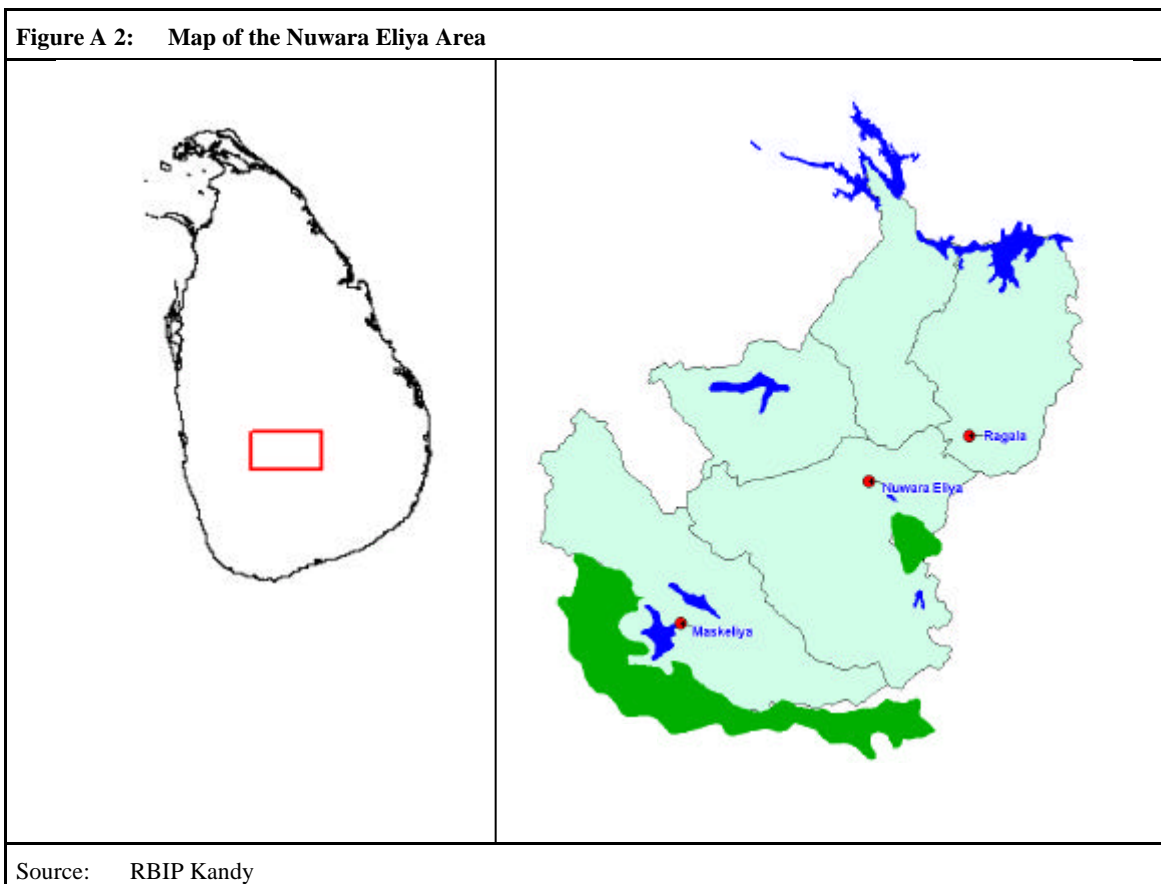 Figure A 2: Map of the Nuwara Eliya Area
Ragala
Nuwara Eliya
Maskeliya
Source: RBIP Kandy